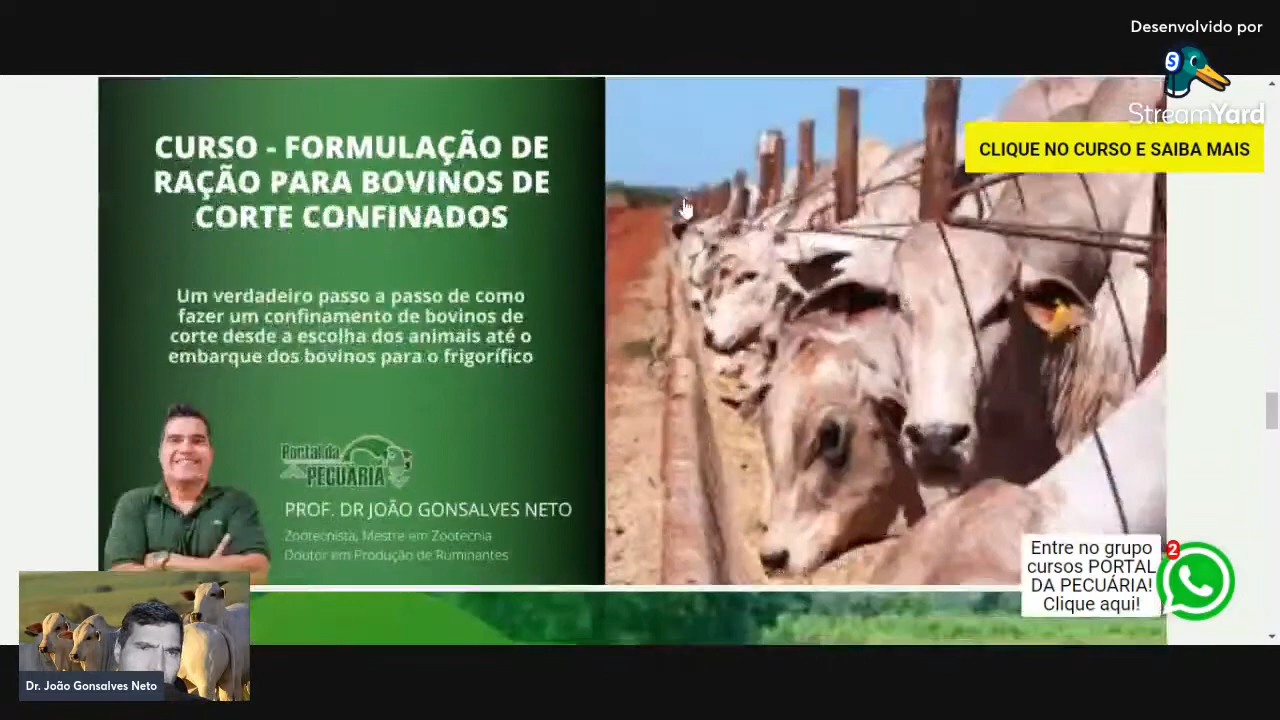 Desenvolvido por
S
StreamYard
CLIQUE NO CURSO E SAIBA MAIS
CURSO - FORMULAÇÃO DE
RAÇÃO PARA BOVINOS DE
CORTE CONFINADOS
Um verdadeiro passo a passo de como
fazer um confinamento de bovinos de
corte desde a escolha dos animais até o
embarque dos bovinos para o frigorífico
Portal da
PECUÁRIA
PROF. DR JOÃO GONSALVES NETO
Zootecnista, Mestre em Zootecnia
Doutor em Produção de Ruminantes
Entre no grupo
cursos PORTAL
DA PECUÁRIA!
Clique aqui!
2
Dr. João Gonsalves Neto